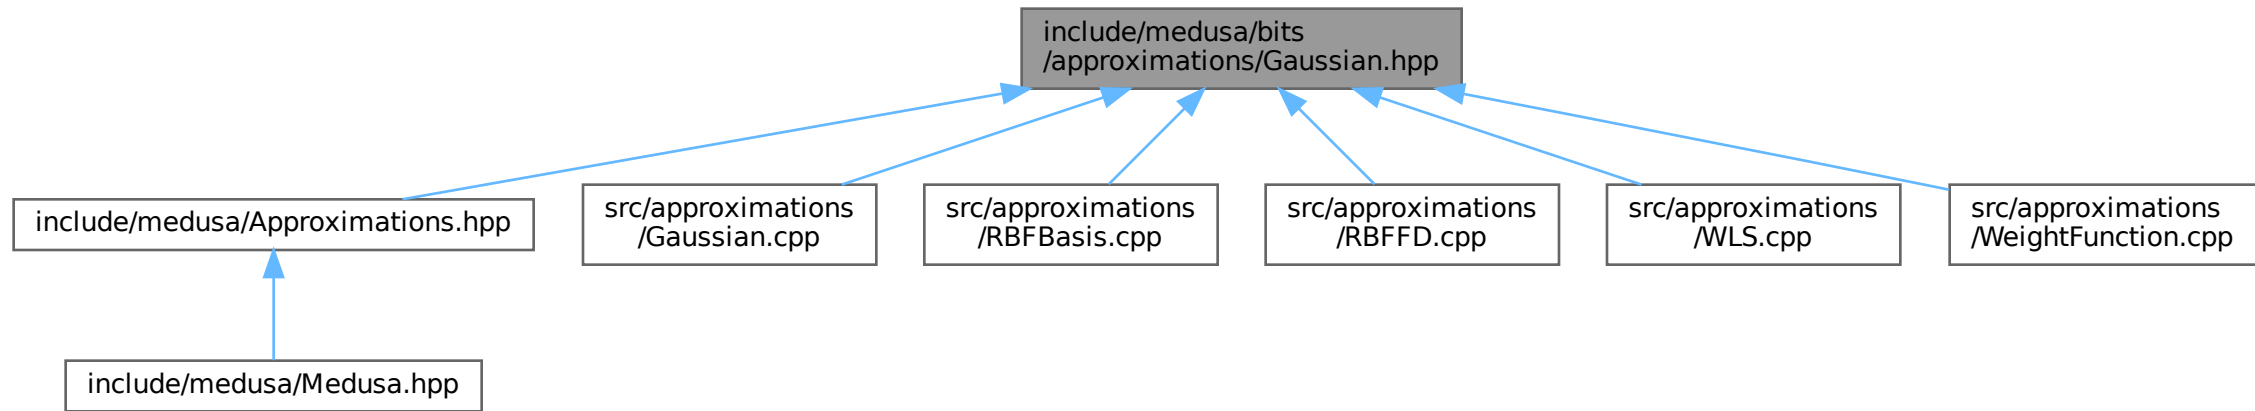 include/medusa/bits
/approximations/Gaussian.hpp
include/medusa/Approximations.hpp
src/approximations
/Gaussian.cpp
src/approximations
/RBFBasis.cpp
src/approximations
/RBFFD.cpp
src/approximations
/WLS.cpp
src/approximations
/WeightFunction.cpp
include/medusa/Medusa.hpp